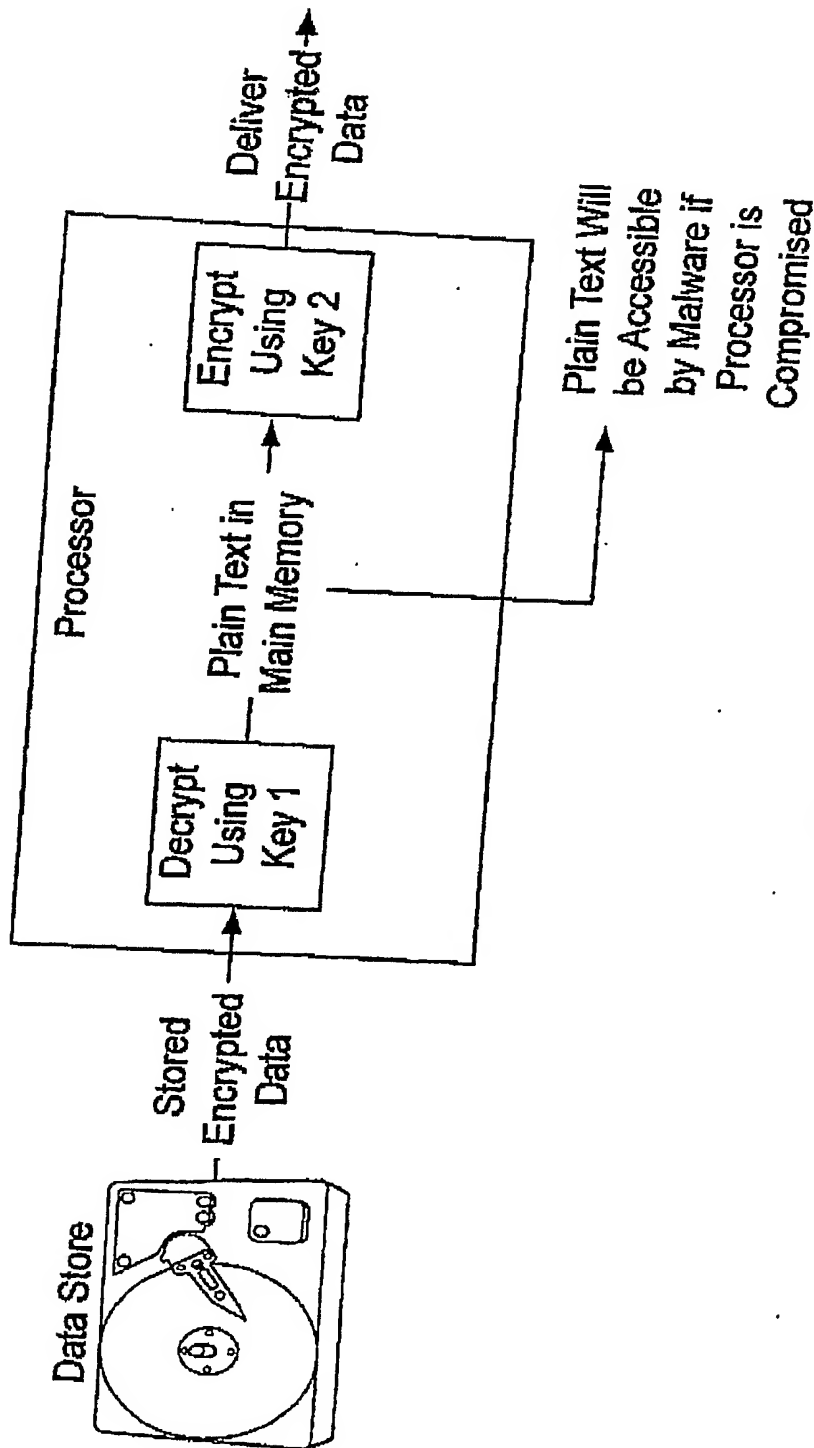 Data Store
Stored
Encrypted
Data
Processor
Decrypt
Using
Key 1
Plain Text in
Main Memory
Encrypt
Using
Key 2
Deliver
Encrypted
Data
Plain Text Will
be Accessible
by Malware if
Processor is
Compromised